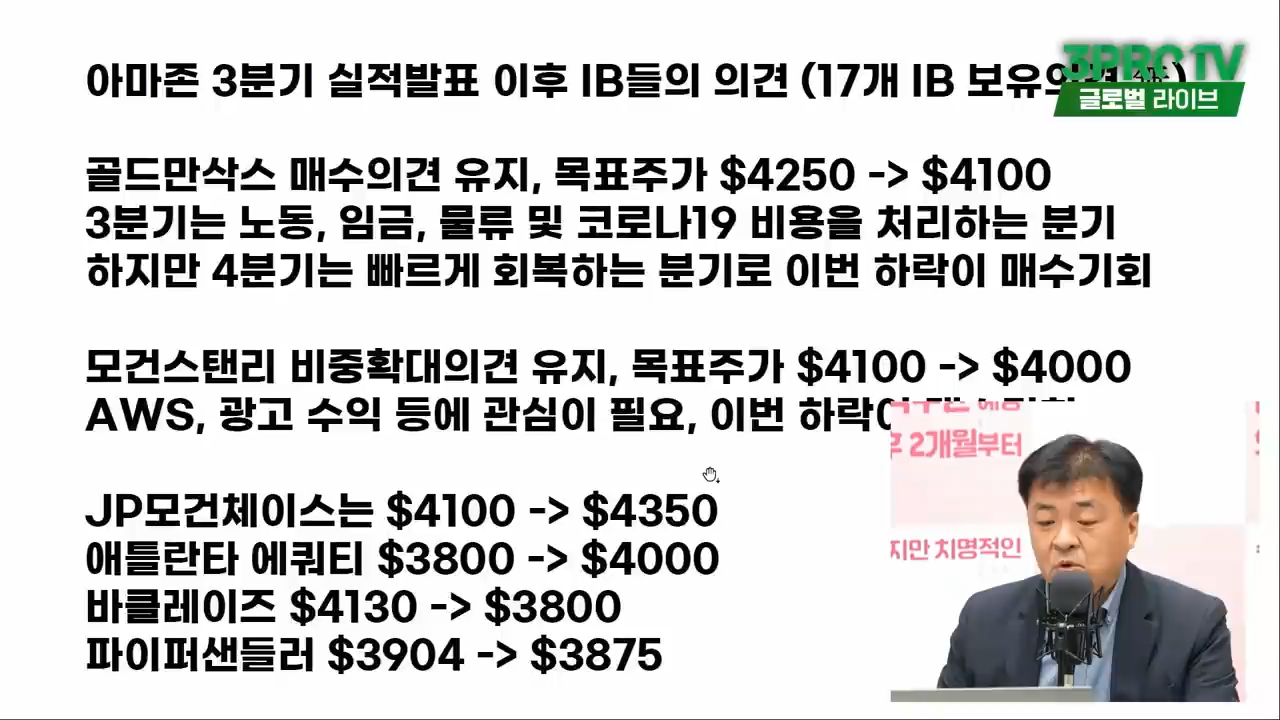 아마존 3분기 실적발표 이후 IB들의 의견 (17개 IB
3PROTV
글로벌 라이브
골드만삭스 매수의견 유지, 목표주가 $4250 -> $4100
3분기는 노동, 임금, 물류 및 코로나19 비용을 처리하는 분기
하지만 4분기는 빠르게 회복하는 분기로 이번 하락이 매수기회
모건스탠리 비중확대의견 유지, 목표주가 $4100 -> $4000
AWS, 광고 수익 등에 관심이 필요, 이번
2개월부터
치명적인
JP모건체이스는 $4100 -> $4350
애틀란타 에쿼티 $3800 -> $4000
바클레이즈 $4130 -> $3800
파이퍼샌들러 $3904 -> $3875